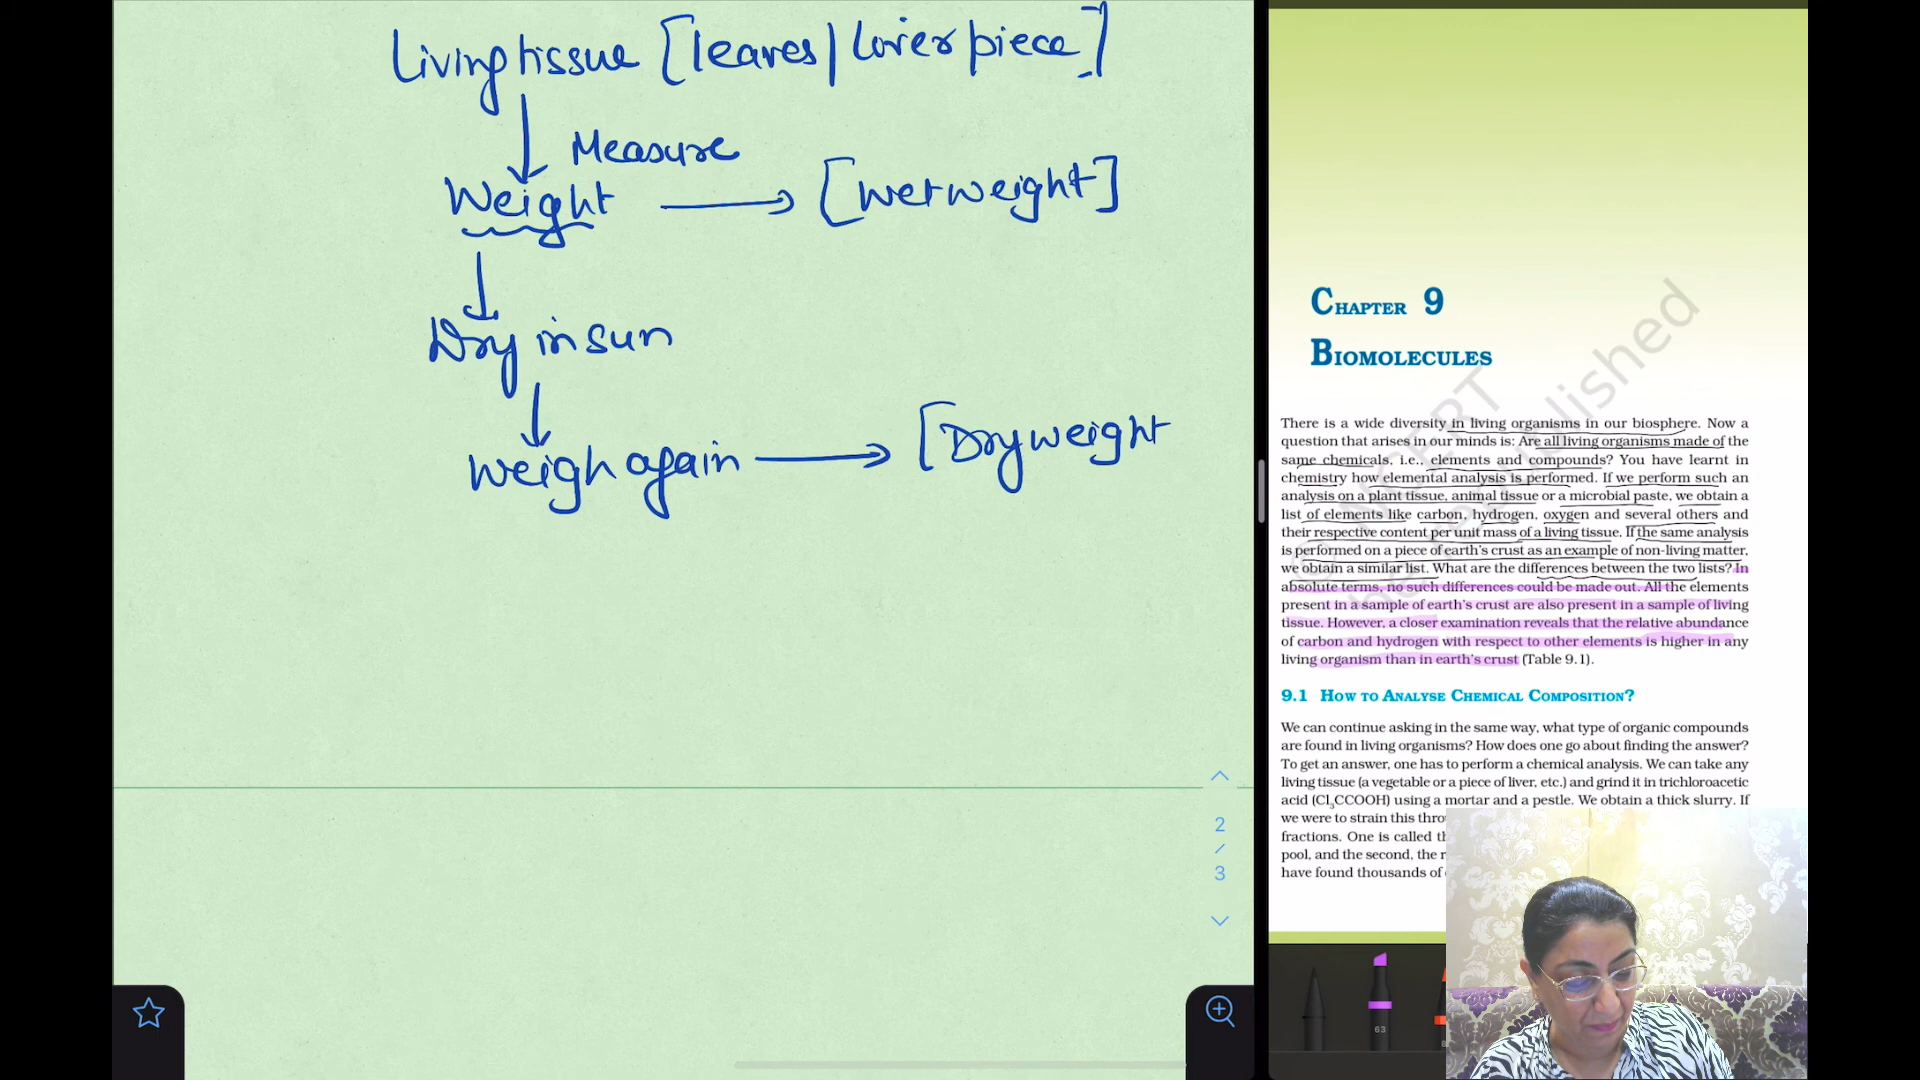 Living tissue [leaves | Liver piece]
Measure
Weight → [wet weight]
Dry in sun
Weigh again → [Dry weight
2
/
3
CHAPTER 9
BIOMOLECULES
There is a wide diversity in living organisms in our biosphere. Now a
question that arises in our minds is: Are all living organisms made of the
same chemicals, i.e., elements and compounds? You have learnt in
chemistry how elemental analysis is performed. If we perform such an
analysis on a plant tissue, animal tissue or a microbial paste, we obtain a
list of elements like carbon, hydrogen, oxygen and several others and
their respective content per unit mass of a living tissue. If the same analysis
is performed on a piece of earth's crust as an example of non-living matter,
we obtain a similar list. What are the differences between the two lists? In
absolute terms, no such differences could be made out. All the elements
present in a sample of earth's crust are also present in a sample of living
tissue. However, a closer examination reveals that the relative abundance
of carbon and hydrogen with respect to other elements is higher in any
living organism than in earth's crust (Table 9.1).
9.1 HOW TO ANALYSE CHEMICAL COMPOSITION?
We can continue asking in the same way, what type of organic compounds
are found in living organisms? How does one go about finding the answer?
To get an answer, one has to perform a chemical analysis. We can take any
living tissue (a vegetable or a piece of liver, etc.) and grind it in trichloroacetic
acid (Cl₃CCOOH) using a mortar and a pestle. We obtain a thick slurry. If
we were to strain this thro
fractions. One is called th
pool, and the second, the r
have found thousands of
63